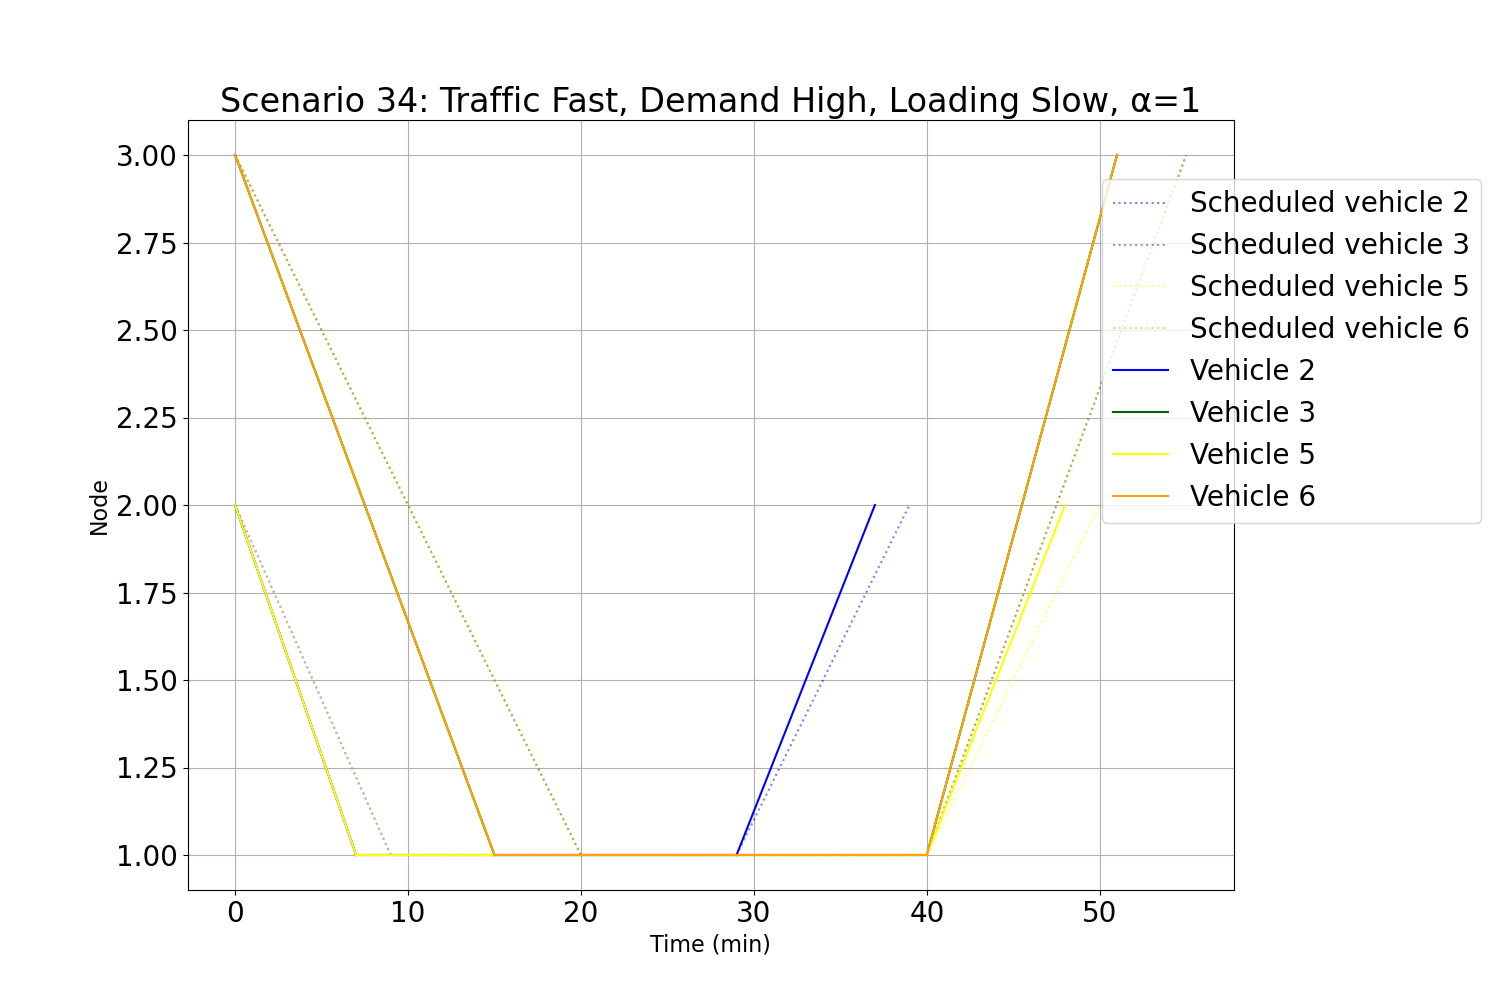 Scenario 34: Traffic Fast, Demand High, Loading Slow, α=1
3.00
2.75
2.50
2.25
2.00
1.75
1.50
1.25
1.00
Node
0 10 20 30 40 50
Time (min)
Scheduled vehicle 2
Scheduled vehicle 3
Scheduled vehicle 5
Scheduled vehicle 6
Vehicle 2
Vehicle 3
Vehicle 5
Vehicle 6